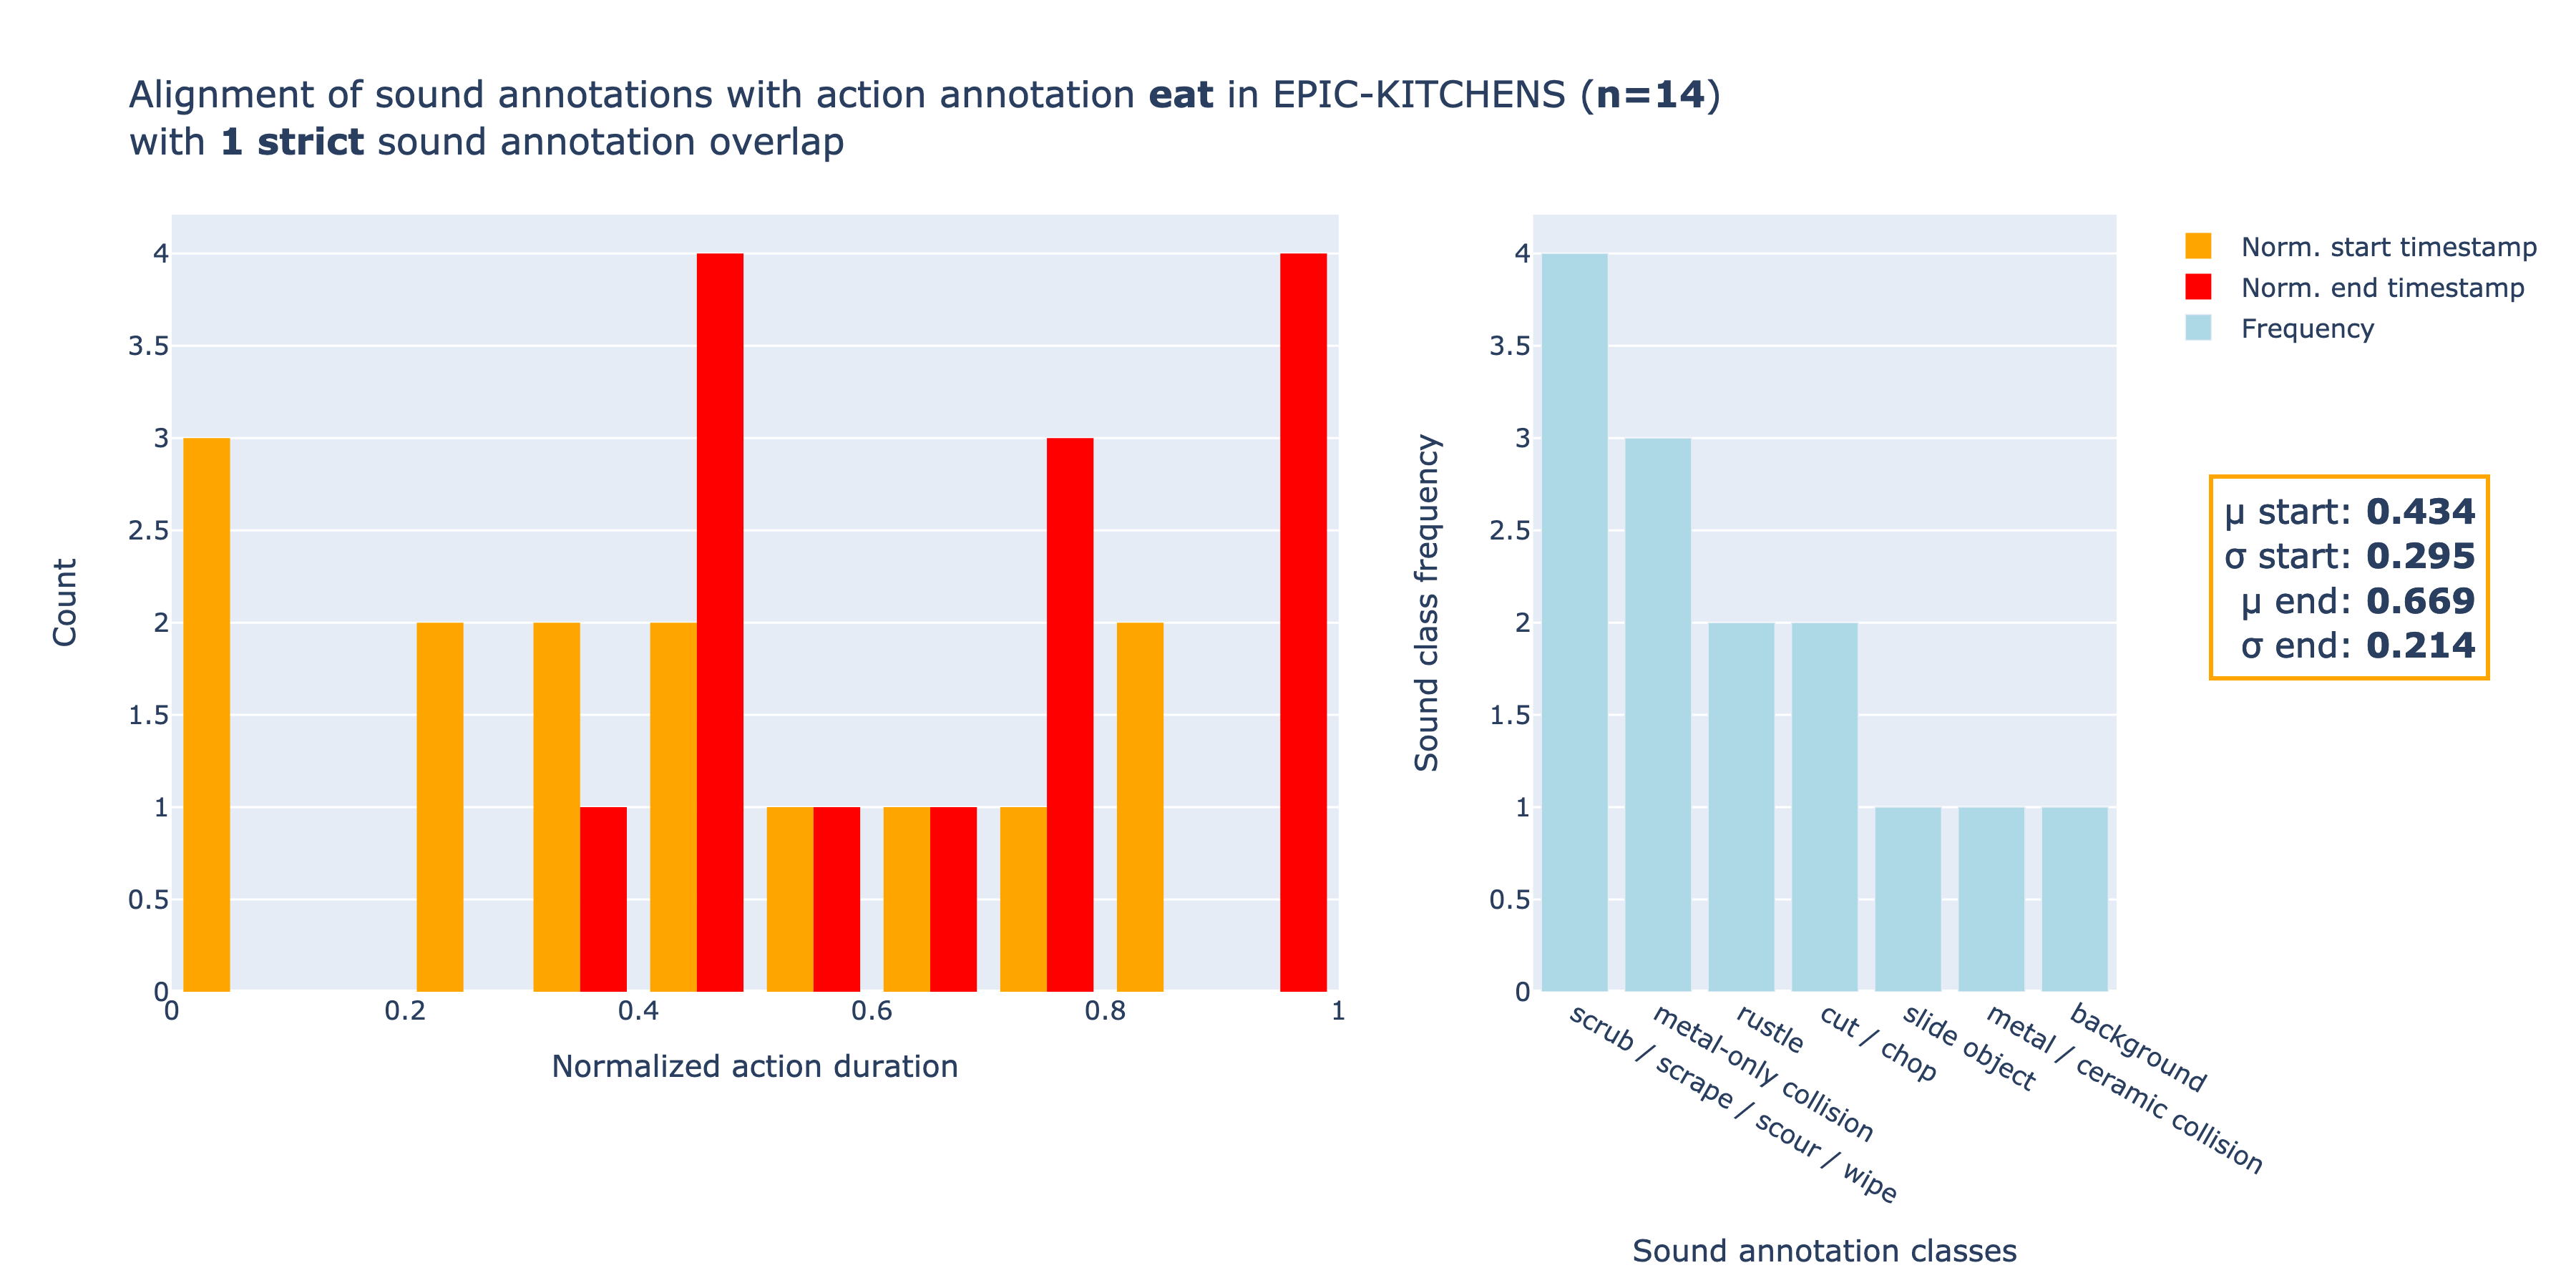 Alignment of sound annotations with action annotation eat in EPIC-KITCHENS (n=14)
with 1 strict sound annotation overlap
Count
4
3.5
3
2.5
2
1.5
1
0.5
0
0
0.2
0.4
0.6
0.8
1
Normalized action duration
Sound class frequency
4
3.5
3
2.5
2
1.5
1
0.5
0
scrub / scrape / scour / wipe
metal-only collision
rustle
cut / chop
slide object
metal / ceramic collision
background
Sound annotation classes
Norm. start timestamp
Norm. end timestamp
Frequency
μ start: 0.434
σ start: 0.295
μ end: 0.669
σ end: 0.214